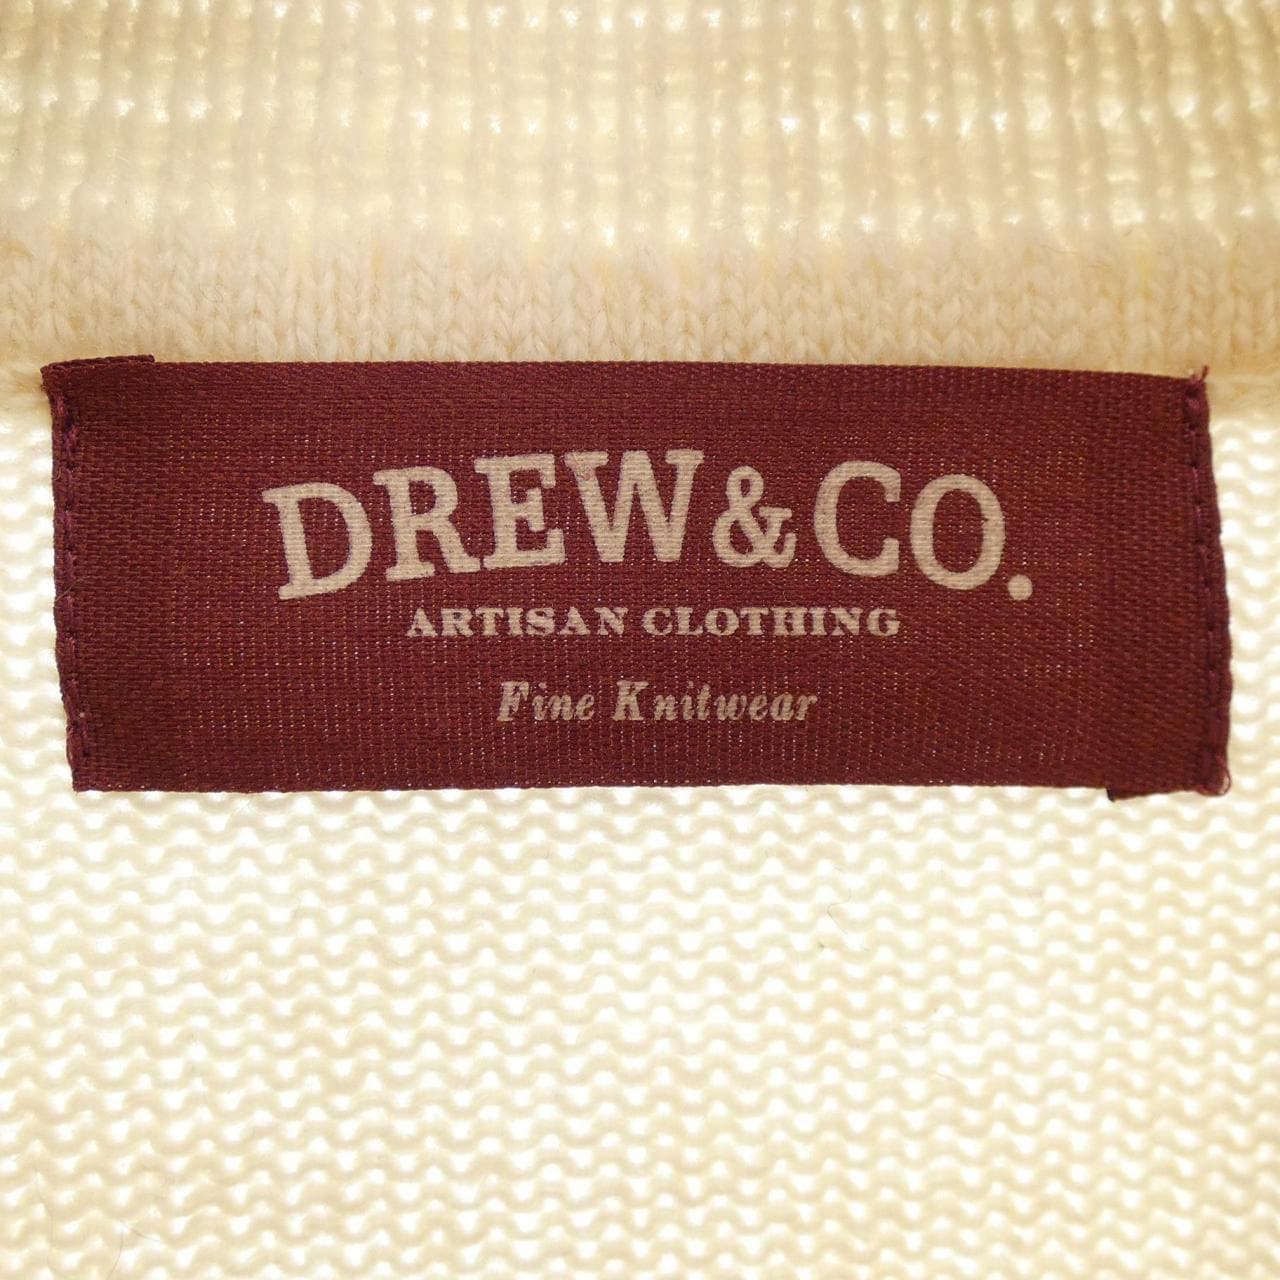 DREW & CO.
ARTISAN CLOTHING
Fine Knitwear